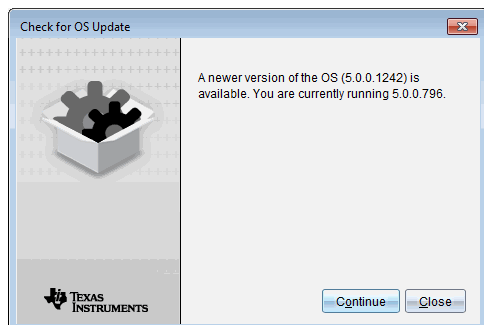 Check for OS Update
A newer version of the OS (5.0.0.1242) is
available. You are currently running 5.0.0.796.
TEXAS
INSTRUMENTS
Continue
Close